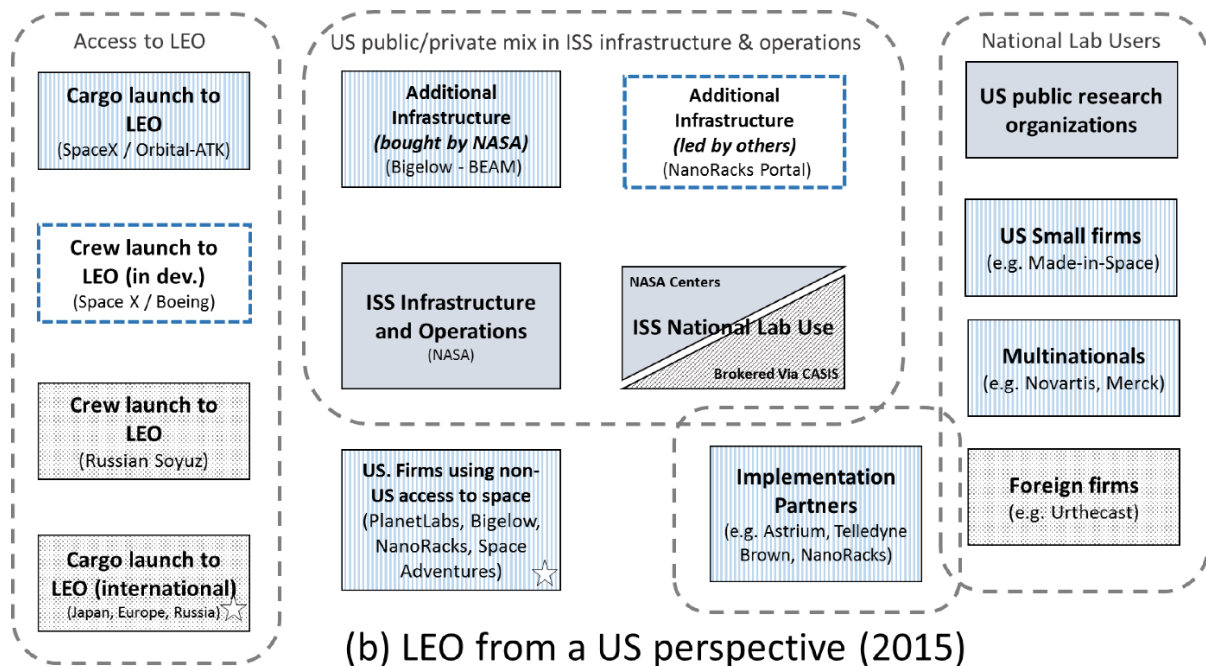 Access to LEO
Cargo launch to
LEO
(SpaceX / Orbital-ATK)
Crew launch to
LEO (in dev.)
(Space X / Boeing)
Crew launch to
LEO
(Russian Soyuz)
Cargo launch to
LEO (international)
(Japan, Europe, Russia)
US public/private mix in ISS infrastructure & operations
Additional
Infrastructure
(bought by NASA)
(Bigelow - BEAM)
Additional
Infrastructure
(led by others)
(NanoRacks Portal)
ISS Infrastructure
and Operations
(NASA)
NASA Centers
ISS National Lab Use
Brokered Via CASIS
US. Firms using non-
US access to space
(PlanetLabs, Bigelow,
NanoRacks, Space
Adventures)
Implementation
Partners
(e.g. Astrium, Telledyne
Brown, NanoRacks)
National Lab Users
US public research
organizations
US Small firms
(e.g. Made-in-Space)
Multinationals
(e.g. Novartis, Merck)
Foreign firms
(e.g. Urthecast)
(b) LEO from a US perspective (2015)